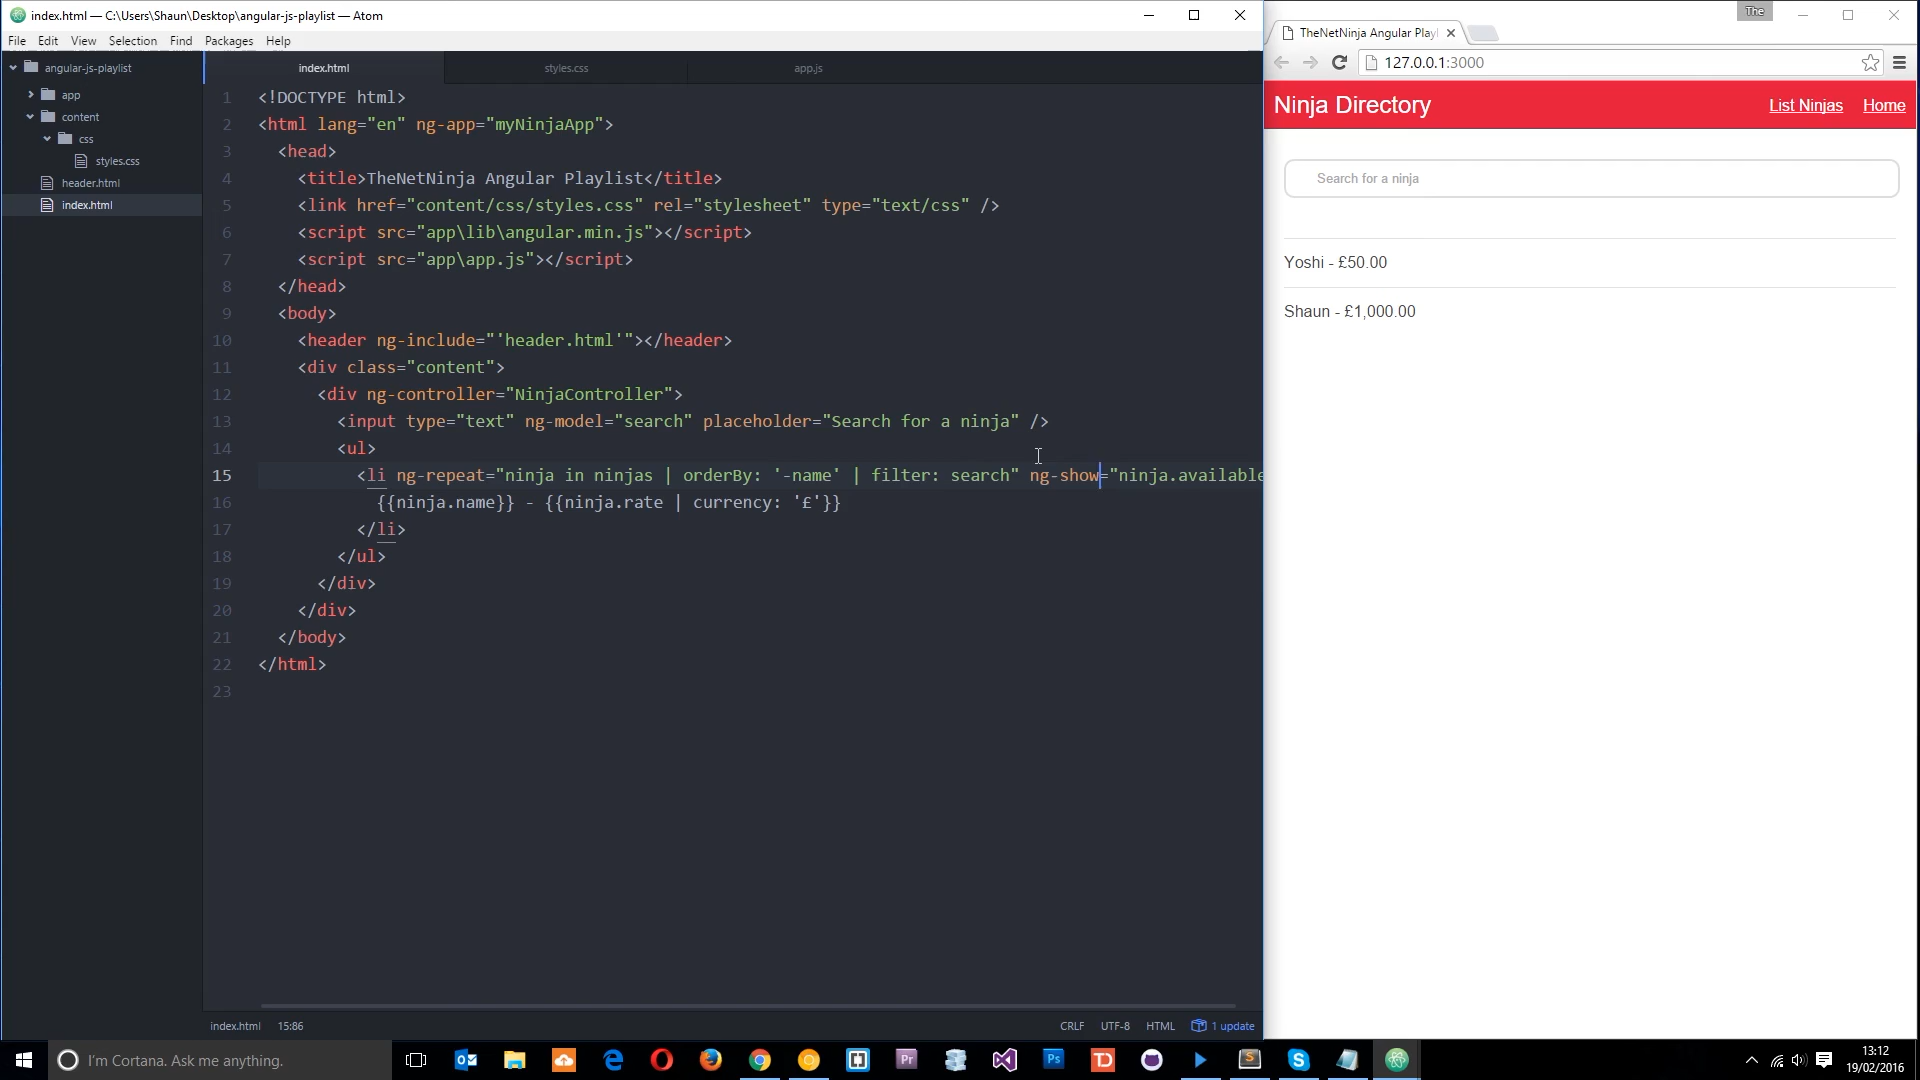 index.html — C:\Users\Shaun\Desktop\angular-js-playlist — Atom
File Edit View Selection Find Packages Help
angular-js-playlist
app
content
css
styles.css
header.html
index.html
index.html styles.css app.js
1 <!DOCTYPE html>
2 <html lang="en" ng-app="myNinjaApp">
3 <head>
4 <title>TheNetNinja Angular Playlist</title>
5 <link href="content/css/styles.css" rel="stylesheet" type="text/css" />
6 <script src="app\lib\angular.min.js"></script>
7 <script src="app\app.js"></script>
8 </head>
9 <body>
10 <header ng-include="'header.html'"></header>
11 <div class="content">
12 <div ng-controller="NinjaController">
13 <input type="text" ng-model="search" placeholder="Search for a ninja" />
14 <ul>
15 <li ng-repeat="ninja in ninjas | orderBy: '-name' | filter: search" ng-show="ninja.available
16 {{ninja.name}} - {{ninja.rate | currency: '£'}}
17 </li>
18 </ul>
19 </div>
20 </div>
21 </body>
22 </html>
23
index.html 15:86
CRLF UTF-8 HTML 1 update
The
TheNetNinja Angular Playl
127.0.0.1:3000
Ninja Directory
List Ninjas Home
Search for a ninja
Yoshi - £50.00
Shaun - £1,000.00
I'm Cortana. Ask me anything.
Pr
Ps
TD
S
13:12
19/02/2016